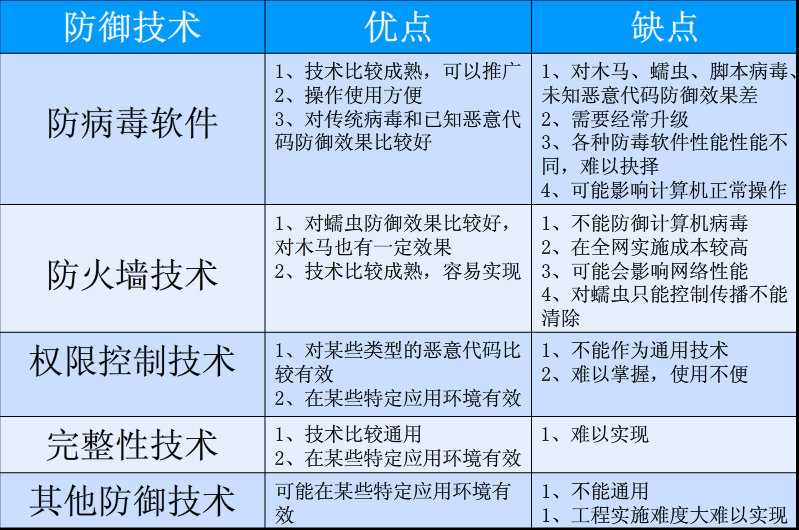 防御技术
优点
缺点
防病毒软件
1、技术比较成熟，可以推广
2、操作使用方便
3、对传统病毒和已知恶意代
码防御效果比较好
1、对木马、蠕虫、脚本病毒、
未知恶意代码防御效果差
2、需要经常升级
3、各种防毒软件性能性能不
同，难以抉择
4、可能影响计算机正常操作
防火墙技术
1、对蠕虫防御效果比较好，
对木马也有一定效果
2、技术比较成熟，容易实现
1、不能防御计算机病毒
2、在全网实施成本较高
3、可能会影响网络性能
4、对蠕虫只能控制传播不能
清除
权限控制技术
1、对某些类型的恶意代码比
较有效
2、在某些特定应用环境有效
1、不能作为通用技术
2、难以掌握，使用不便
完整性技术
1、技术比较通用
2、在某些特定应用环境有效
1、难以实现
其他防御技术
可能在某些特定应用环境有
效
1、不能通用
1、工程实施难度大难以实现